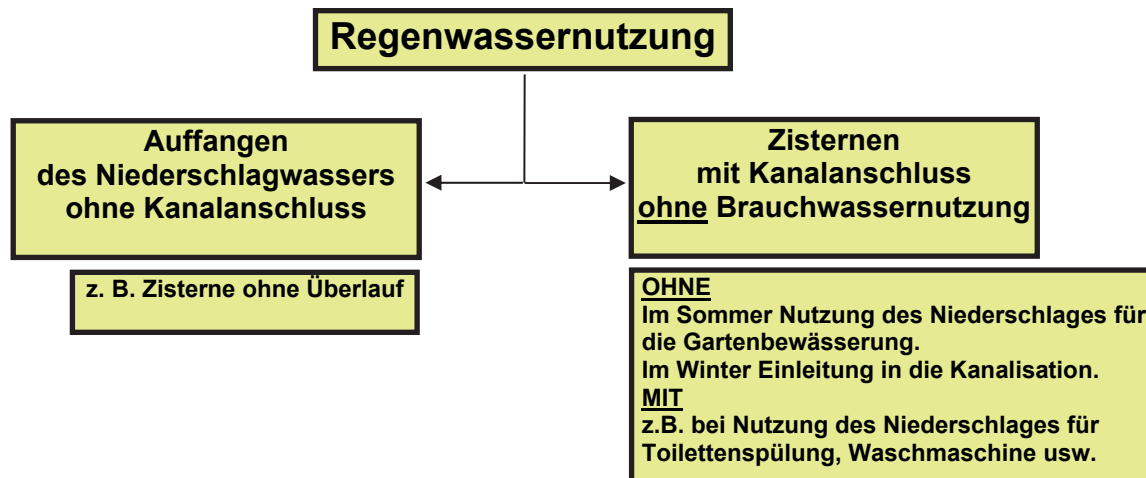 Regenwassernutzung
Auffangen
des Niederschlagwassers
ohne Kanalanschluss
z. B. Zisterne ohne Überlauf
Zisternen
mit Kanalanschluss
ohne Brauchwassernutzung
OHNE
Im Sommer Nutzung des Niederschlages für
die Gartenbewässerung.
Im Winter Einleitung in die Kanalisation.
MIT
z.B. bei Nutzung des Niederschlages für
Toilettenspülung, Waschmaschine usw.